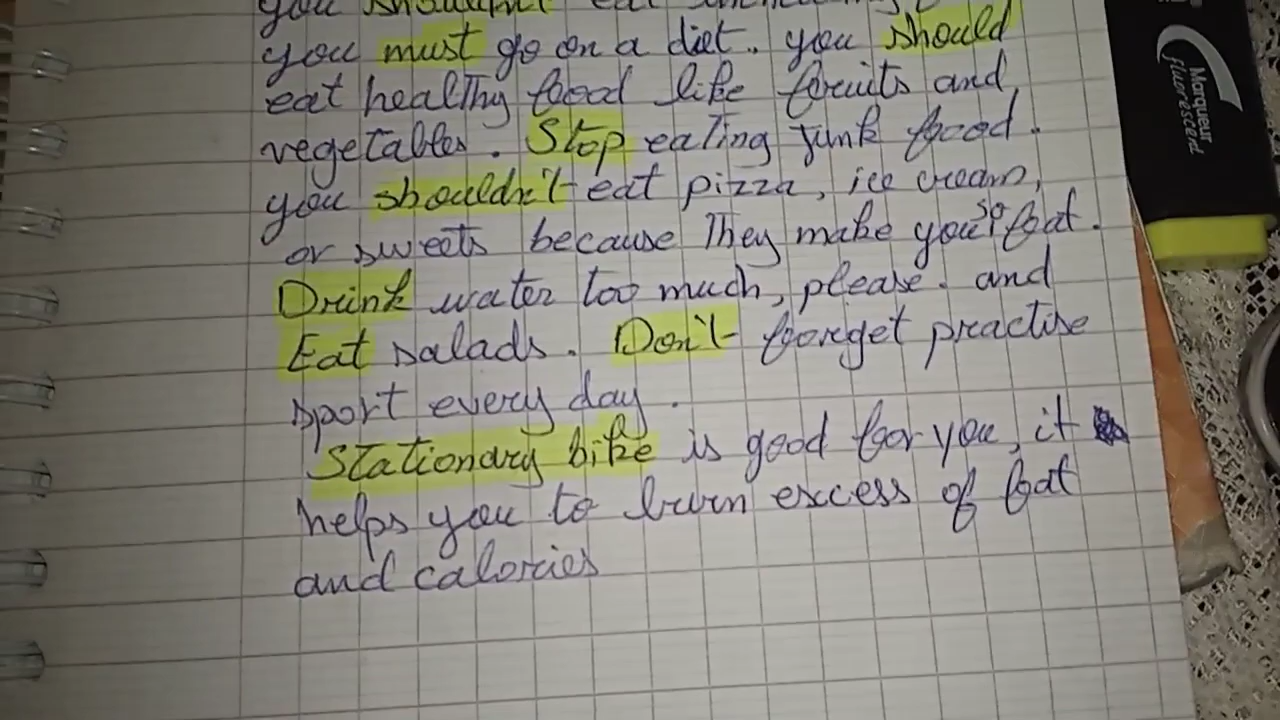 you shouldn't eat
you must go on a diet. you should
eat healthy food like fruits and
vegetables. Stop eating junk food.
you shouldn't eat pizza, ice cream,
or sweets because They make you so fat.
Drink water too much, please. and
Eat salads. Don't forget practise
sport every day.
Stationary bike is good for you, it
helps you to burn excess of fat
and calories
Marqueur
fluorescent